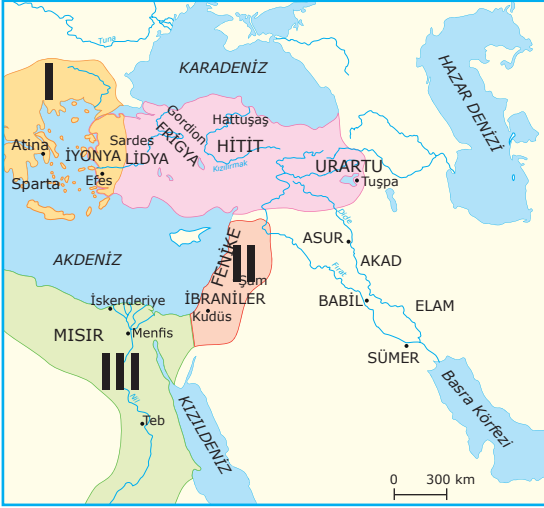 Tuna
KARADENİZ
HAZAR DENİZİ
I
Gordion
Hattuşaş
Atina
Sardes
FRİGYA
HİTİT
İYONYA
LİDYA
Kızılırmak
URARTU
Efes
Tuşpa
Sparta
Dicle
FENİKE
II
ASUR
AKDENİZ
AKAD
Fırat
Şam
İskenderiye
İBRANİLER
BABİL
ELAM
Kudüs
MISIR
Menfis
SÜMER
III
Nil
KIZILDENİZ
Basra Körfezi
Teb
0 300 km